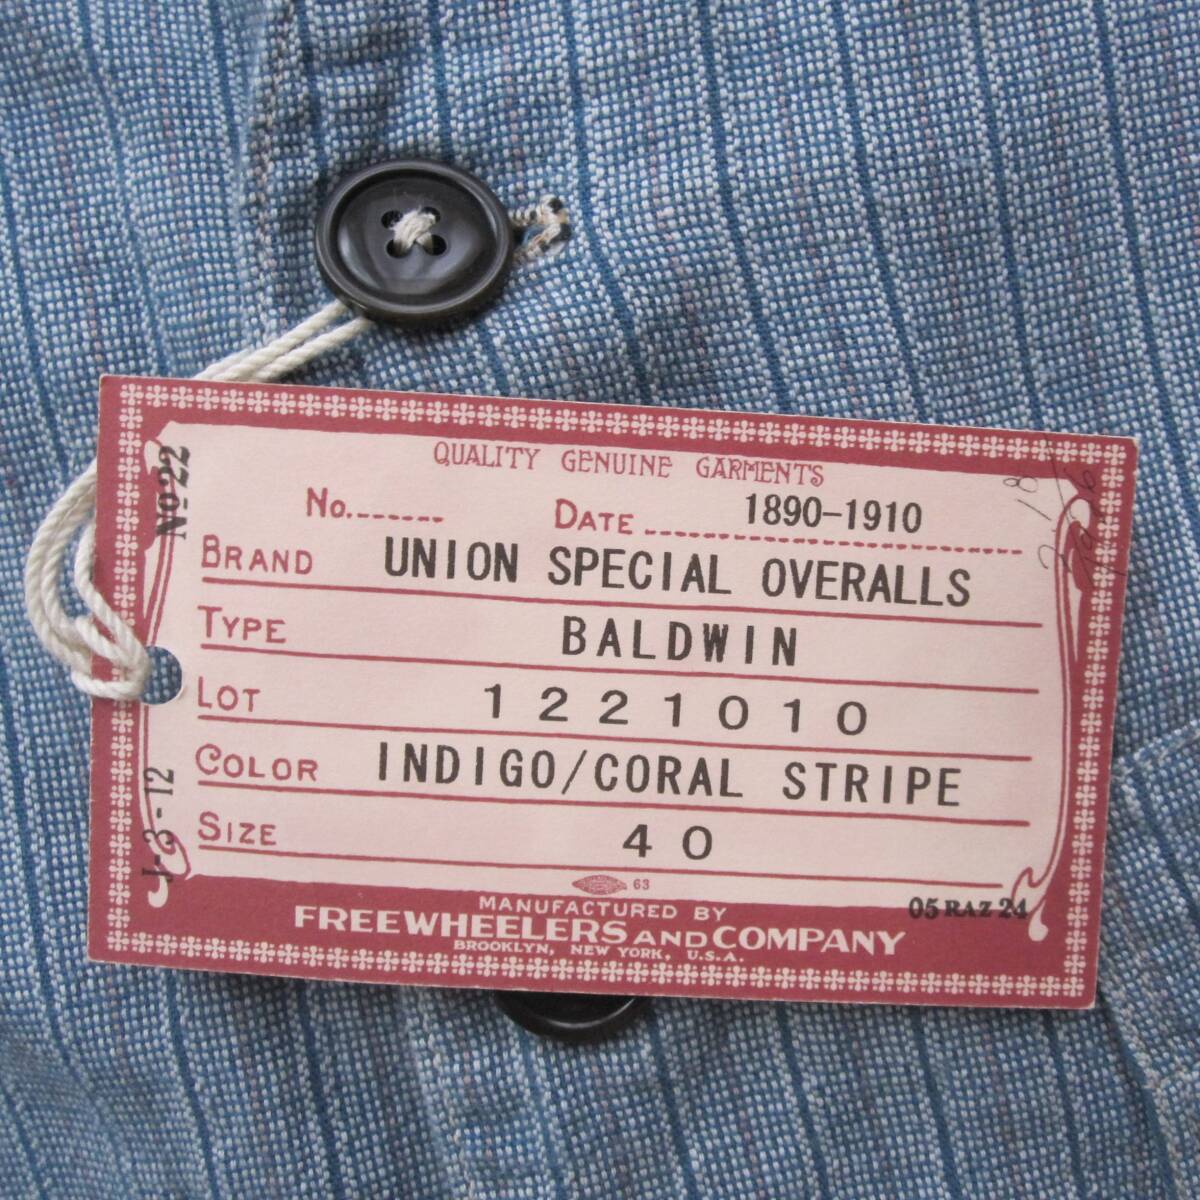 QUALITY GENUINE GARMENTS
No.------- DATE 1890-1910
BRAND UNION SPECIAL OVERALLS
TYPE BALDWIN
LOT 1221010
COLOR INDIGO/CORAL STRIPE
SIZE 40
63
MANUFACTURED BY
FREEWHEELERS AND COMPANY
BROOKLYN, NEW YORK, U.S.A.
05 RAZ 24
No 22
J-3-12